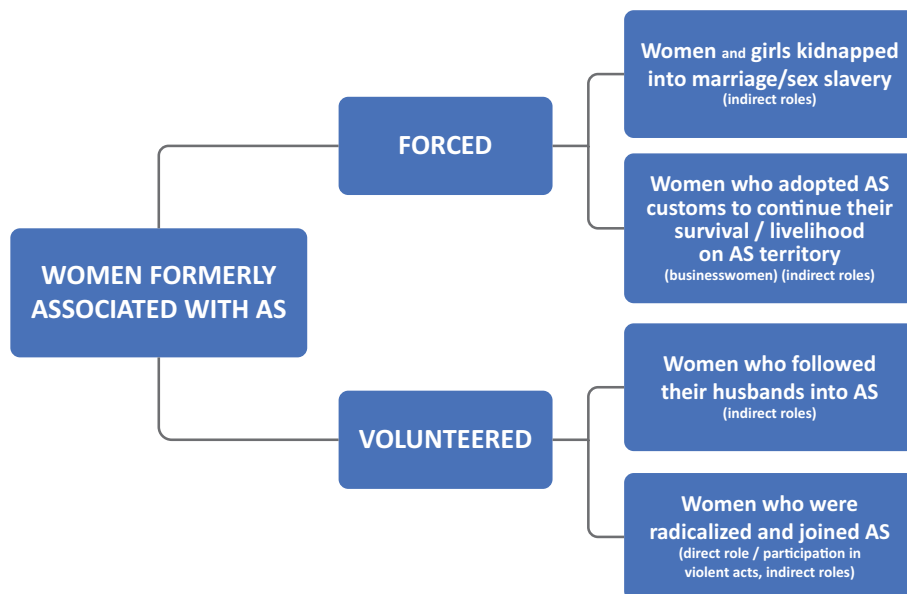 WOMEN FORMERLY
ASSOCIATED WITH AS
FORCED
Women and girls kidnapped
into marriage/sex slavery
(indirect roles)
Women who adopted AS
customs to continue their
survival / livelihood
on AS territory
(businesswomen) (indirect roles)
VOLUNTEERED
Women who followed
their husbands into AS
(indirect roles)
Women who were
radicalized and joined AS
(direct role / participation in
violent acts, indirect roles)